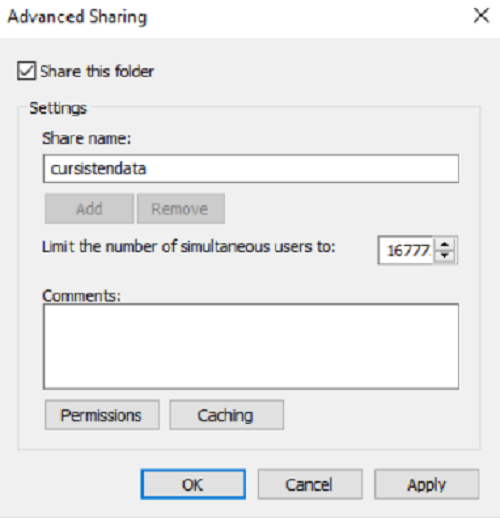 Advanced Sharing
Share this folder
Settings
Share name:
cursistendata
Add Remove
Limit the number of simultaneous users to: 16777
Comments:
Permissions Caching
OK Cancel Apply